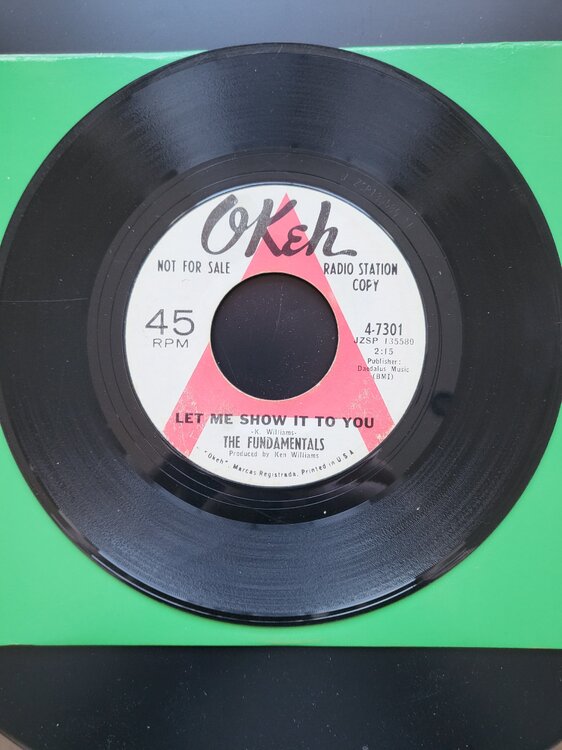 OKeh
NOT FOR SALE
RADIO STATION
COPY
45
RPM
4-7301
JZSP 135580
2:15
Publisher:
Daedalus Music
(BMI)
LET ME SHOW IT TO YOU
-K. Williams-
THE FUNDAMENTALS
Produced by Ken Williams
"Okeh" - Marcas Registrada. Printed in U.S.A